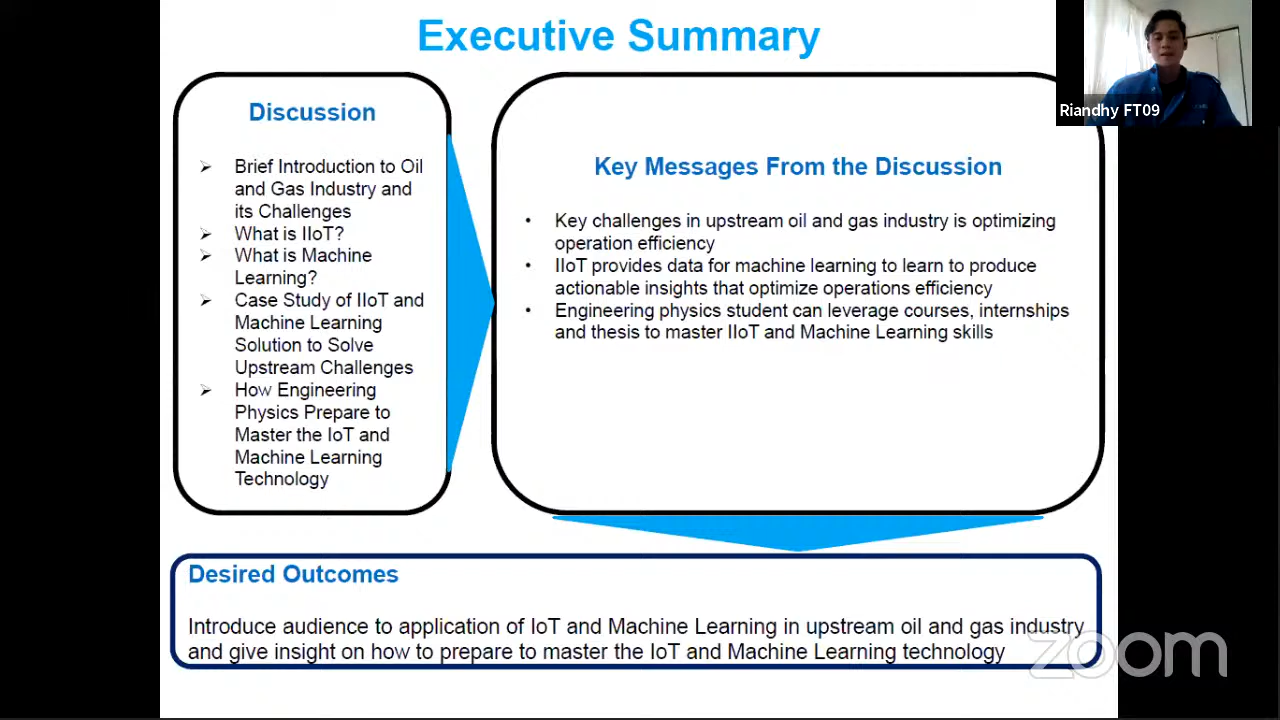 Executive Summary
Discussion
Brief Introduction to Oil
and Gas Industry and
its Challenges
What is IIoT?
What is Machine
Learning?
Case Study of IIoT and
Machine Learning
Solution to Solve
Upstream Challenges
How Engineering
Physics Prepare to
Master the IoT and
Machine Learning
Technology
Key Messages From the Discussion
Key challenges in upstream oil and gas industry is optimizing
operation efficiency
IIoT provides data for machine learning to learn to produce
actionable insights that optimize operations efficiency
Engineering physics student can leverage courses, internships
and thesis to master IIoT and Machine Learning skills
Desired Outcomes
Introduce audience to application of IoT and Machine Learning in upstream oil and gas industry
and give insight on how to prepare to master the IoT and Machine Learning technology
Riandhy FT09
zoom